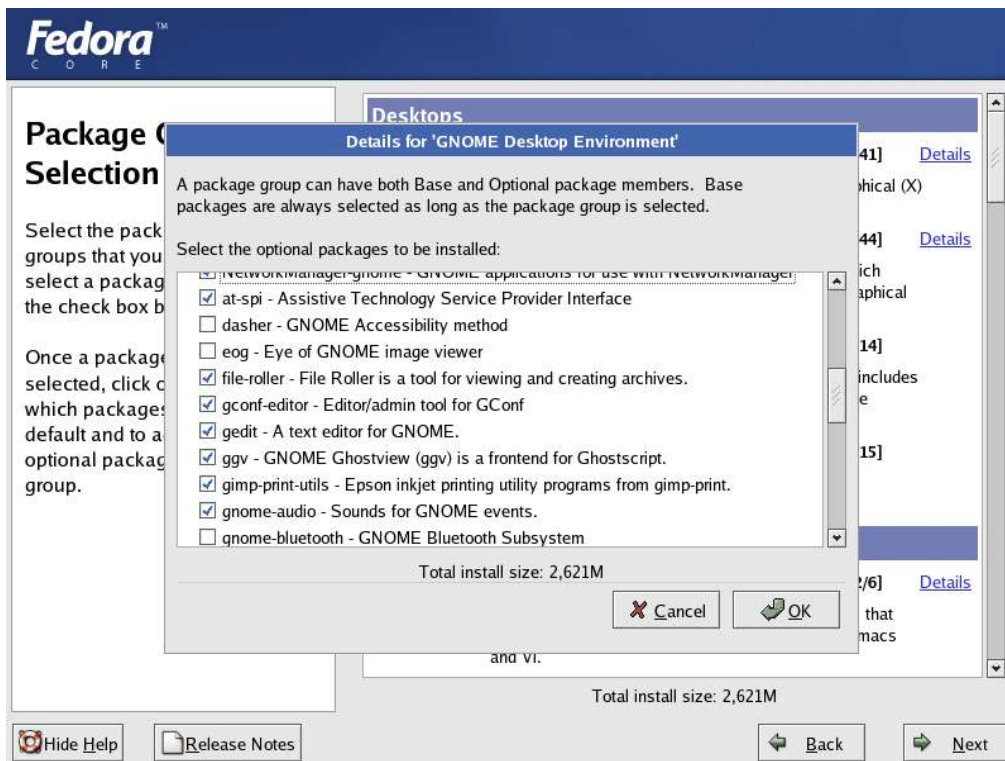 Fedora™
CORE
Package
Selection
Select the pack
groups that you
select a packag
the check box b
Once a package
selected, click
which packages
default and to a
optional packag
group.
Desktops
41] Details
phical (X)
44] Details
ich
aphical
14]
includes
e
15]
2/6] Details
that
macs
and VI.
Total install size: 2,621M
Details for 'GNOME Desktop Environment'
A package group can have both Base and Optional package members. Base
packages are always selected as long as the package group is selected.
Select the optional packages to be installed:
NetworkManager-gnome - GNOME applications for use with NetworkManager
at-spi - Assistive Technology Service Provider Interface
dasher - GNOME Accessibility method
eog - Eye of GNOME image viewer
file-roller - File Roller is a tool for viewing and creating archives.
gconf-editor - Editor/admin tool for GConf
gedit - A text editor for GNOME.
ggv - GNOME Ghostview (ggv) is a frontend for Ghostscript.
gimp-print-utils - Epson inkjet printing utility programs from gimp-print.
gnome-audio - Sounds for GNOME events.
gnome-bluetooth - GNOME Bluetooth Subsystem
Total install size: 2,621M
Cancel OK
Hide Help Release Notes Back Next